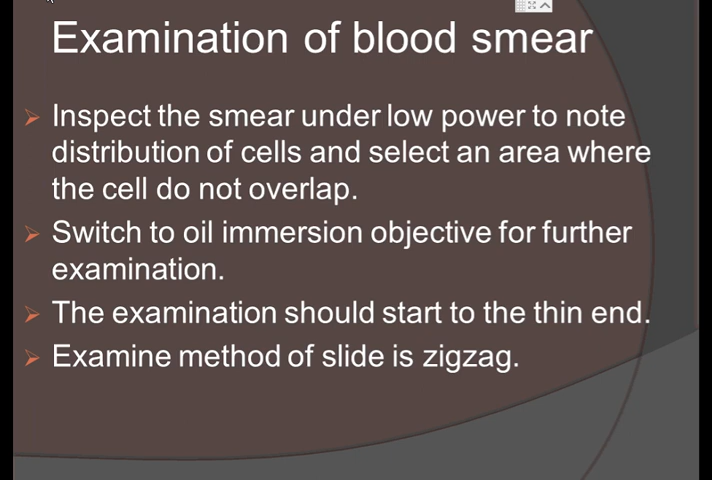 Examination of blood smear
Inspect the smear under low power to note
distribution of cells and select an area where
the cell do not overlap.
Switch to oil immersion objective for further
examination.
The examination should start to the thin end.
Examine method of slide is zigzag.